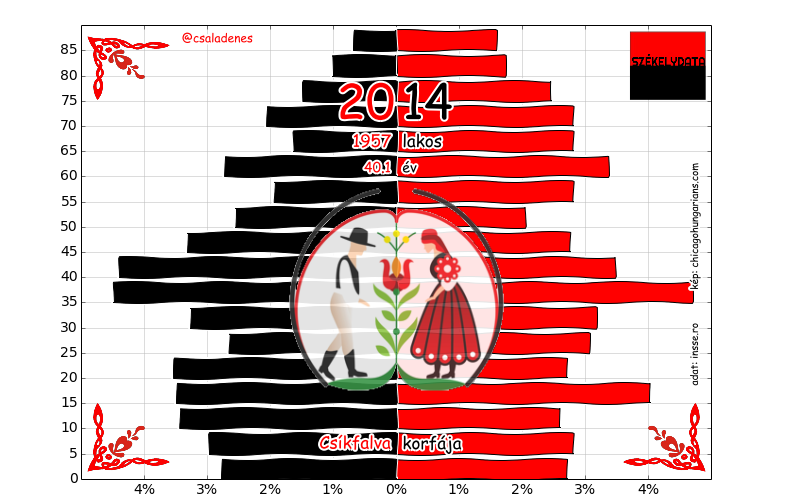 @csaladenes
SZÉKELYDATA
2014
1957 lakos
40.1 év
Csíkfalva korfája
kép: chicagohungarians.com
adat: insse.ro
85
80
75
70
65
60
55
50
45
40
35
30
25
20
15
10
5
0
4% 3% 2% 1% 0% 1% 2% 3% 4%